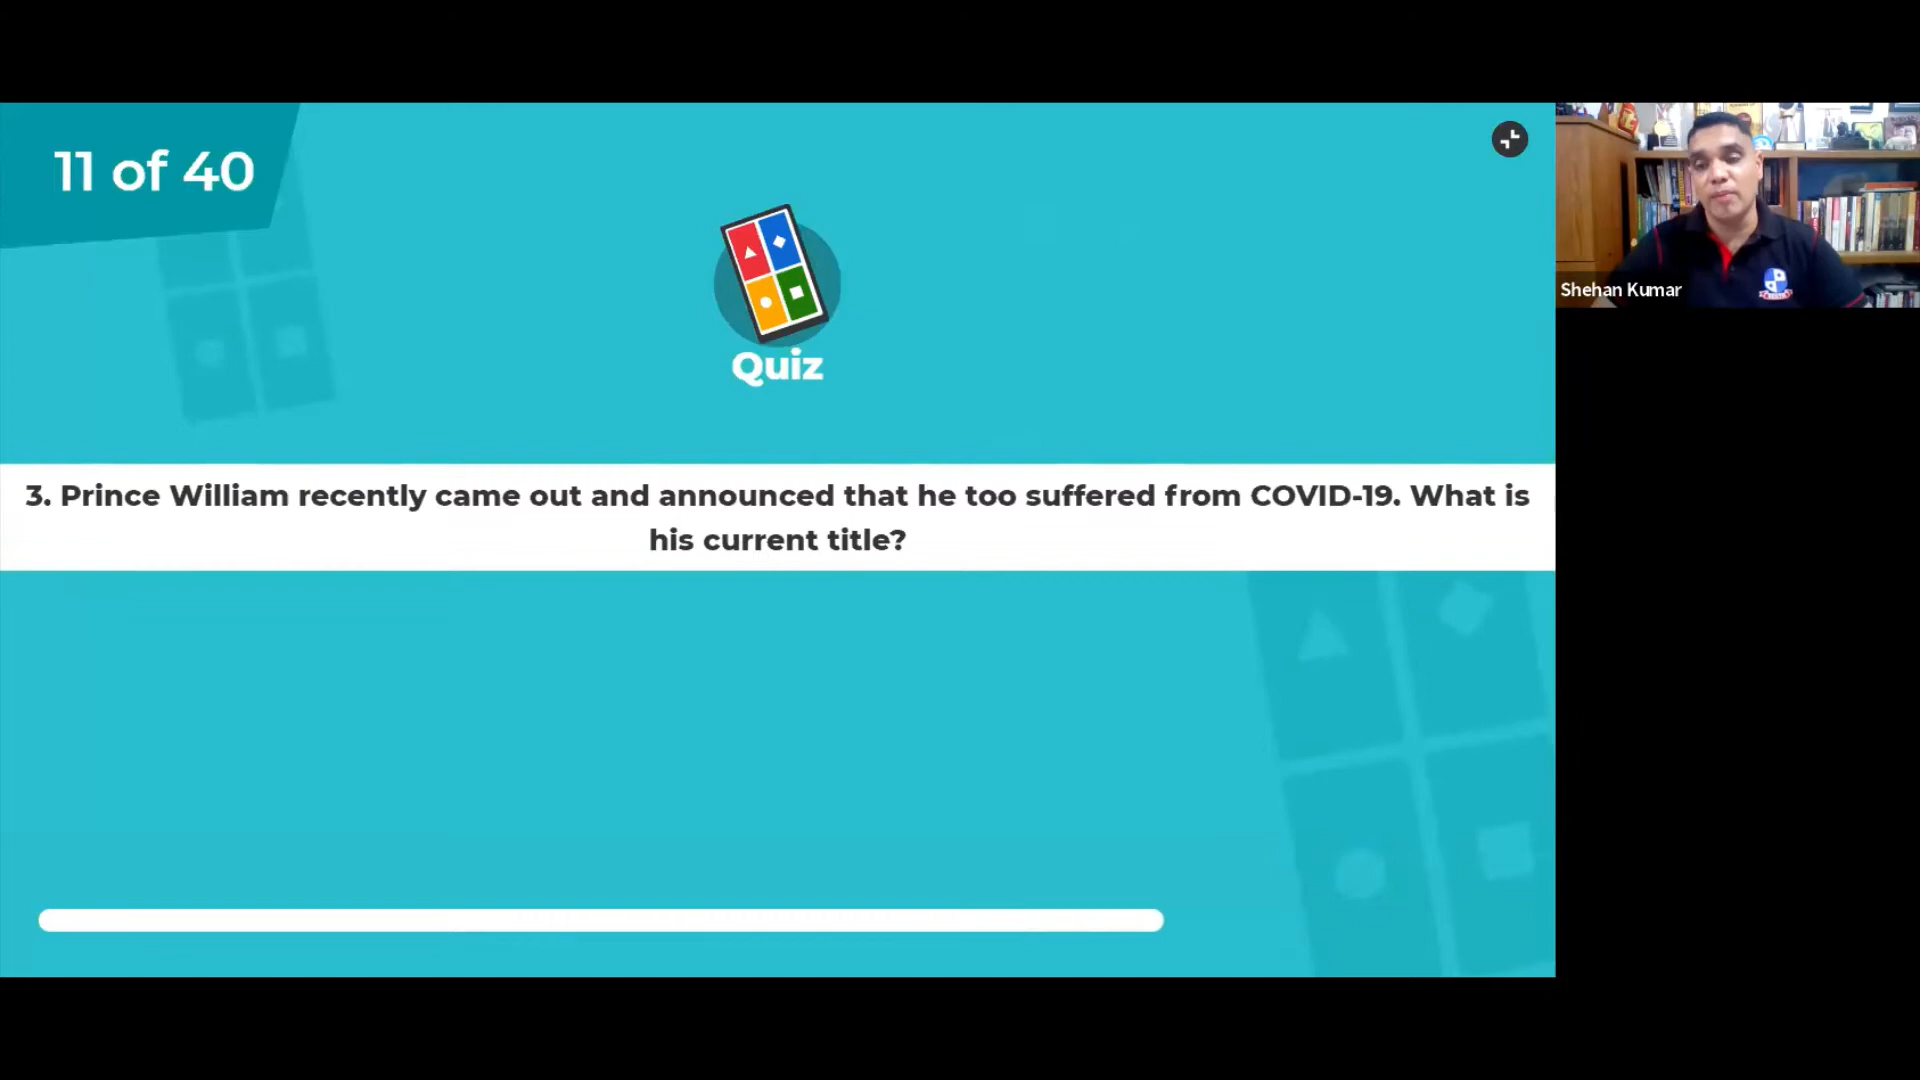 11 of 40
Quiz
3. Prince William recently came out and announced that he too suffered from COVID-19. What is
his current title?
Shehan Kumar